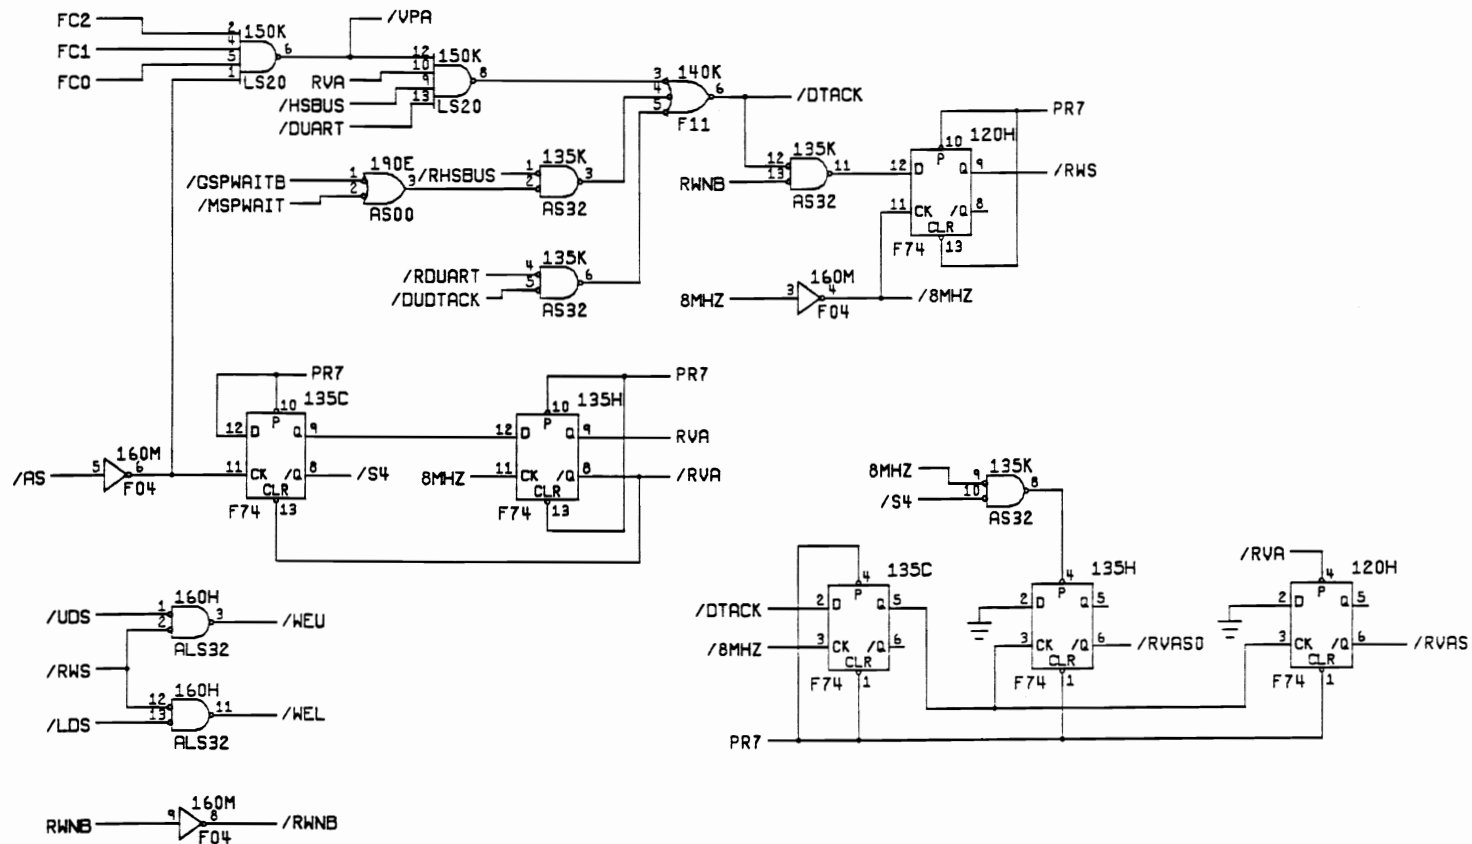 FC2
FC1
FC0
2
4
5
1
150K
6
LS20
/VPA
RVA
/HSBUS
/DUART
12
10
9
13
150K
8
LS20
3
4
5
140K
6
F11
/DTACK
/GSPWAITB
/MSPWAIT
1
2
190E
3
AS00
/RHSBUS
1
2
135K
3
AS32
/RDUART
/DUDTACK
4
5
135K
6
AS32
RWNB
12
13
135K
11
AS32
PR7
120H
10
P
12
D
Q
9
/RWS
11
CK
/Q
8
CLR
F74
13
8MHZ
3
160M
4
F04
/8MHZ
/AS
5
160M
6
F04
PR7
135C
10
P
12
D
Q
9
11
CK
/Q
8
/S4
CLR
F74
13
PR7
135H
10
P
12
D
Q
9
RVA
8MHZ
11
CK
/Q
8
/RVA
CLR
F74
13
8MHZ
/S4
9
10
135K
8
AS32
/UDS
1
2
160H
3
/WEU
ALS32
/RWS
12
13
160H
11
/WEL
ALS32
/LDS
RWNB
9
160M
8
F04
/RWNB
135C
4
P
/DTACK
2
D
Q
5
/8MHZ
3
CK
/Q
6
CLR
F74
1
135H
4
P
2
D
Q
5
3
CK
/Q
6
/RVASD
CLR
F74
1
/RVA
120H
4
P
2
D
Q
5
3
CK
/Q
6
/RVAS
CLR
F74
1
PR7